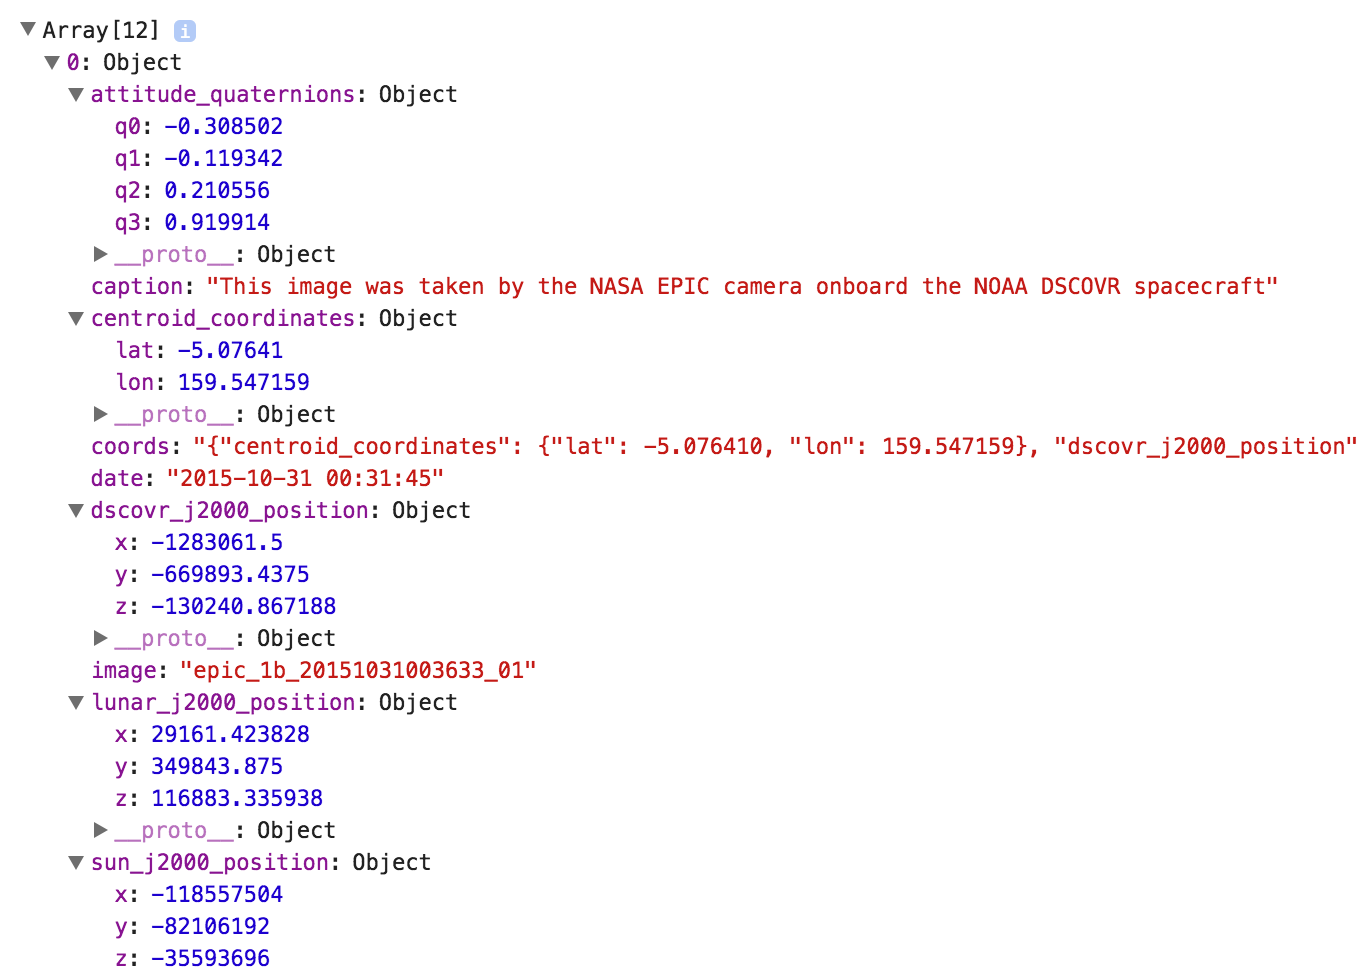 ▼Array[12] i
▼0: Object
▼attitude_quaternions: Object
q0: -0.308502
q1: -0.119342
q2: 0.210556
q3: 0.919914
▶__proto__: Object
caption: "This image was taken by the NASA EPIC camera onboard the NOAA DSCOVR spacecraft"
▼centroid_coordinates: Object
lat: -5.07641
lon: 159.547159
▶__proto__: Object
coords: "{"centroid_coordinates": {"lat": -5.076410, "lon": 159.547159}, "dscovr_j2000_position"
date: "2015-10-31 00:31:45"
▼dscovr_j2000_position: Object
x: -1283061.5
y: -669893.4375
z: -130240.867188
▶__proto__: Object
image: "epic_1b_20151031003633_01"
▼lunar_j2000_position: Object
x: 29161.423828
y: 349843.875
z: 116883.335938
▶__proto__: Object
▼sun_j2000_position: Object
x: -118557504
y: -82106192
z: -35593696